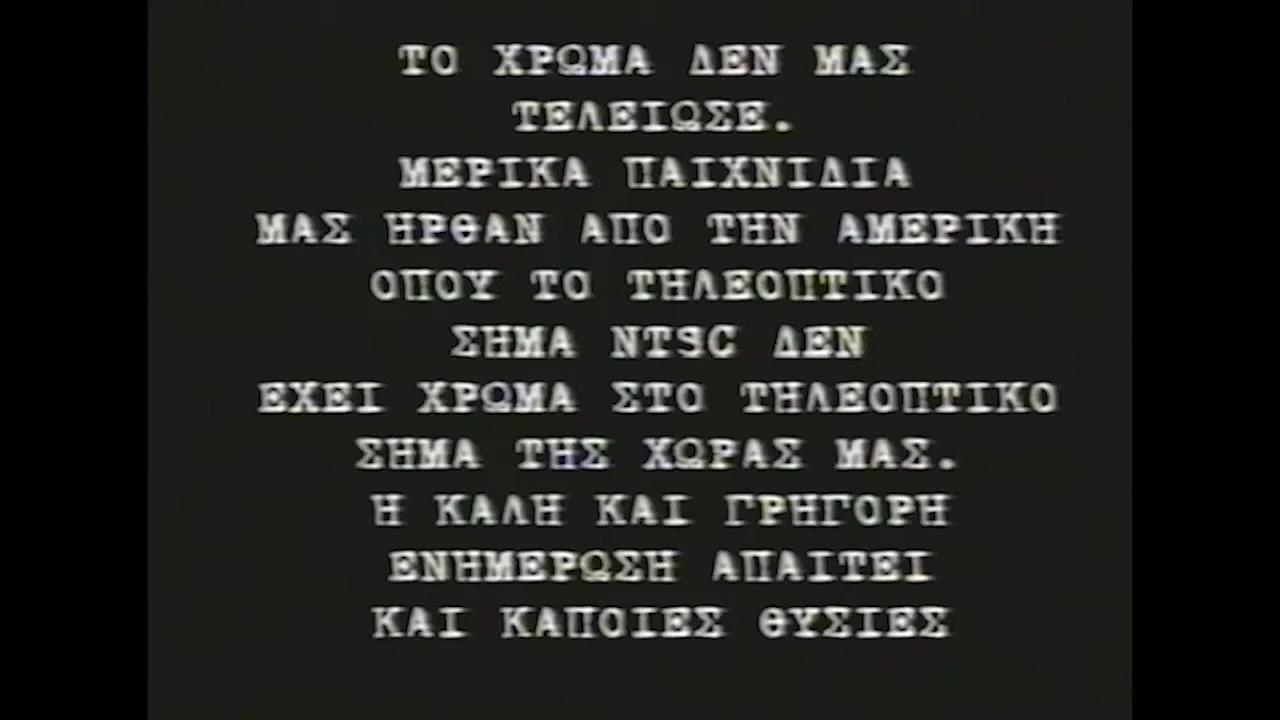 ΤΟ ΧΡΩΜΑ ΔΕΝ ΜΑΣ
ΤΕΛΕΙΩΣΕ.
ΜΕΡΙΚΑ ΠΑΙΧΝΙΔΙΑ
ΜΑΣ ΗΡΘΑΝ ΑΠΟ ΤΗΝ ΑΜΕΡΙΚΗ
ΟΠΟΥ ΤΟ ΤΗΛΕΟΠΤΙΚΟ
ΣΗΜΑ NTSC ΔΕΝ
ΕΧΕΙ ΧΡΩΜΑ ΣΤΟ ΤΗΛΕΟΠΤΙΚΟ
ΣΗΜΑ ΤΗΣ ΧΩΡΑΣ ΜΑΣ.
Η ΚΑΛΗ ΚΑΙ ΓΡΗΓΟΡΗ
ΕΝΗΜΕΡΩΣΗ ΑΠΑΙΤΕΙ
ΚΑΙ ΚΑΠΟΙΕΣ ΘΥΣΙΕΣ